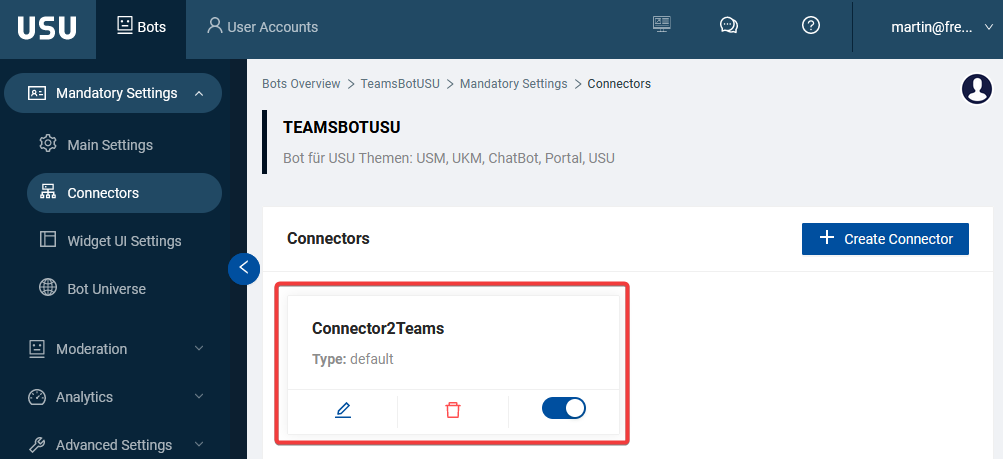 USU
Bots
User Accounts
martin@fre...
Mandatory Settings
Main Settings
Connectors
Widget UI Settings
Bot Universe
Moderation
Analytics
Advanced Settings
Bots Overview > TeamsBotUSU > Mandatory Settings > Connectors
TEAMSBOTUSU
Bot für USU Themen: USM, UKM, ChatBot, Portal, USU
Connectors
Create Connector
Connector2Teams
Type: default